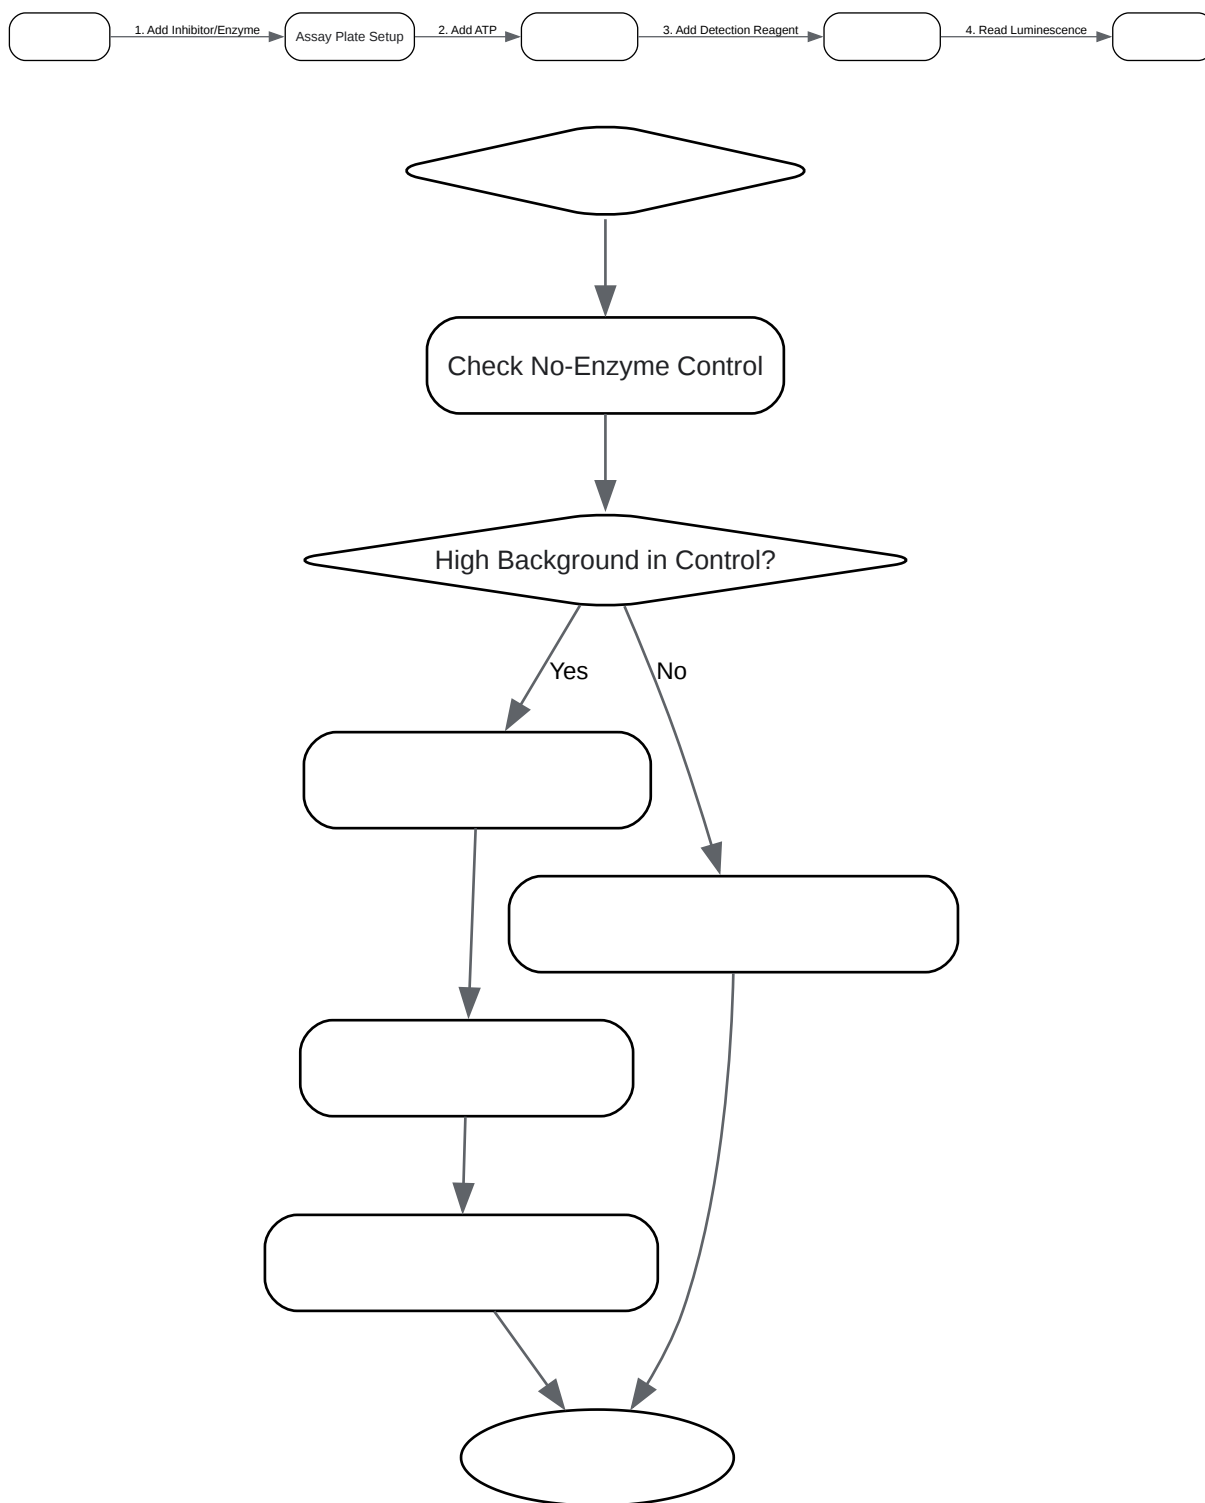 1. Add Inhibitor/Enzyme
Assay Plate Setup
2. Add ATP
3. Add Detection Reagent
4. Read Luminescence
Check No-Enzyme Control
High Background in Control?
Yes
No